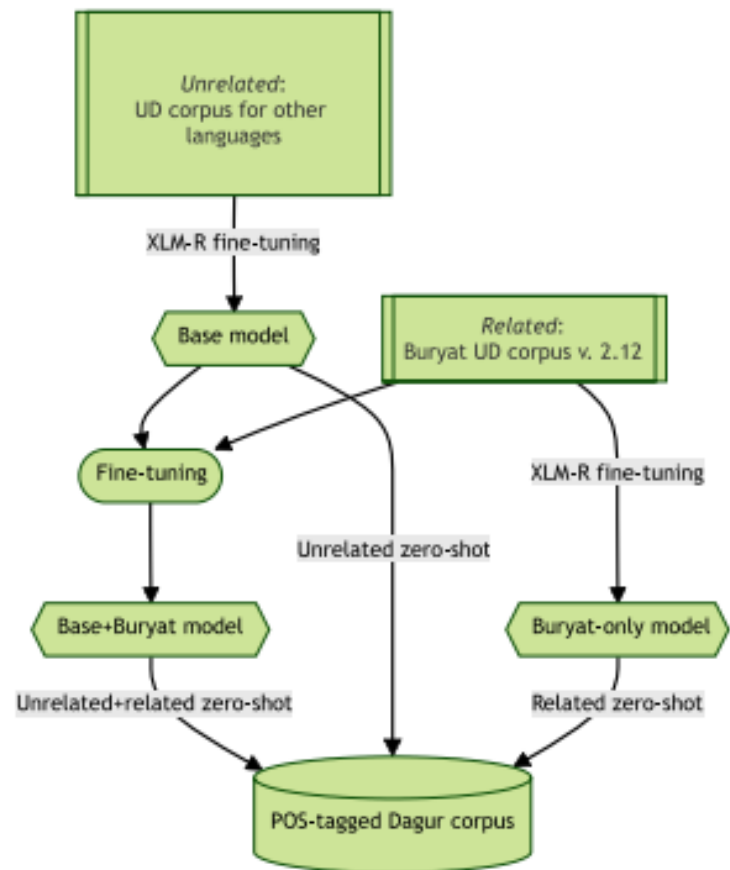 Unrelated:
UD corpus for other
languages
XLM-R fine-tuning
Base model
Related:
Buryat UD corpus v. 2.12
Fine-tuning
XLM-R fine-tuning
Unrelated zero-shot
Base+Buryat model
Buryat-only model
Unrelated+related zero-shot
Related zero-shot
POS-tagged Dagur corpus